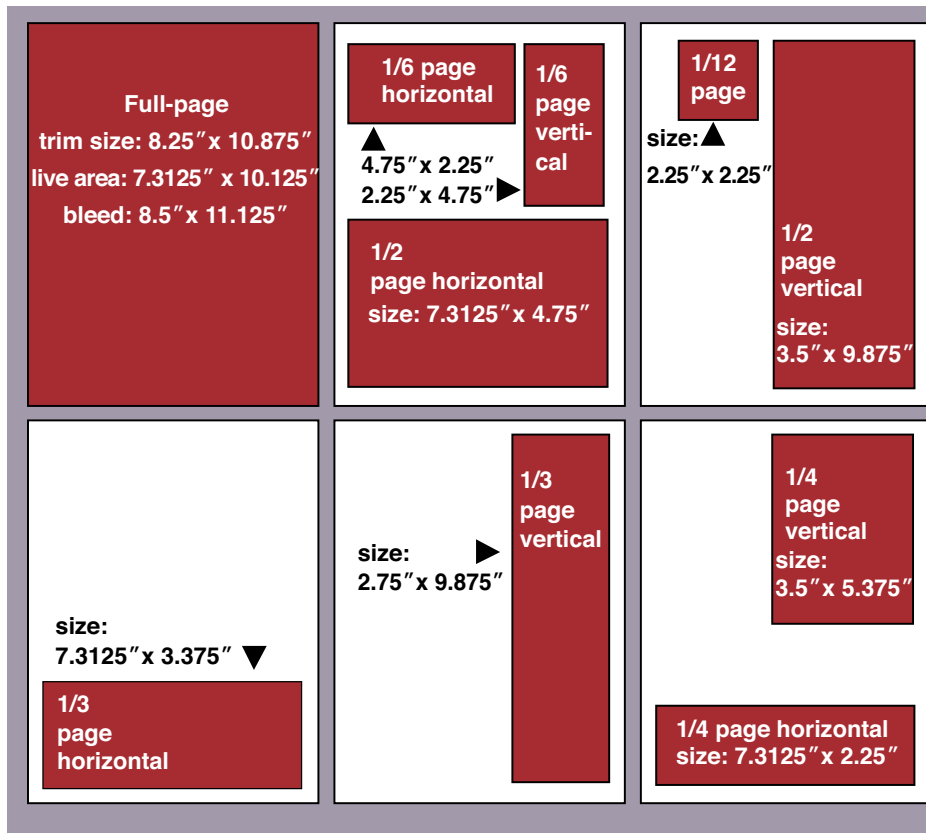 Full-page
trim size: 8.25″x 10.875″
live area: 7.3125″ x 10.125″
bleed: 8.5″x 11.125″
1/6 page
horizontal
1/6
page
verti-
cal
4.75″x 2.25″
2.25″x 4.75″
1/2
page horizontal
size: 7.3125″x 4.75″
1/12
page
size:
2.25″x 2.25″
1/2
page
vertical
size:
3.5″x 9.875″
size:
7.3125″x 3.375″
1/3
page
horizontal
1/3
page
vertical
size:
2.75″x 9.875″
1/4
page
vertical
size:
3.5″x 5.375″
1/4 page horizontal
size: 7.3125″x 2.25″